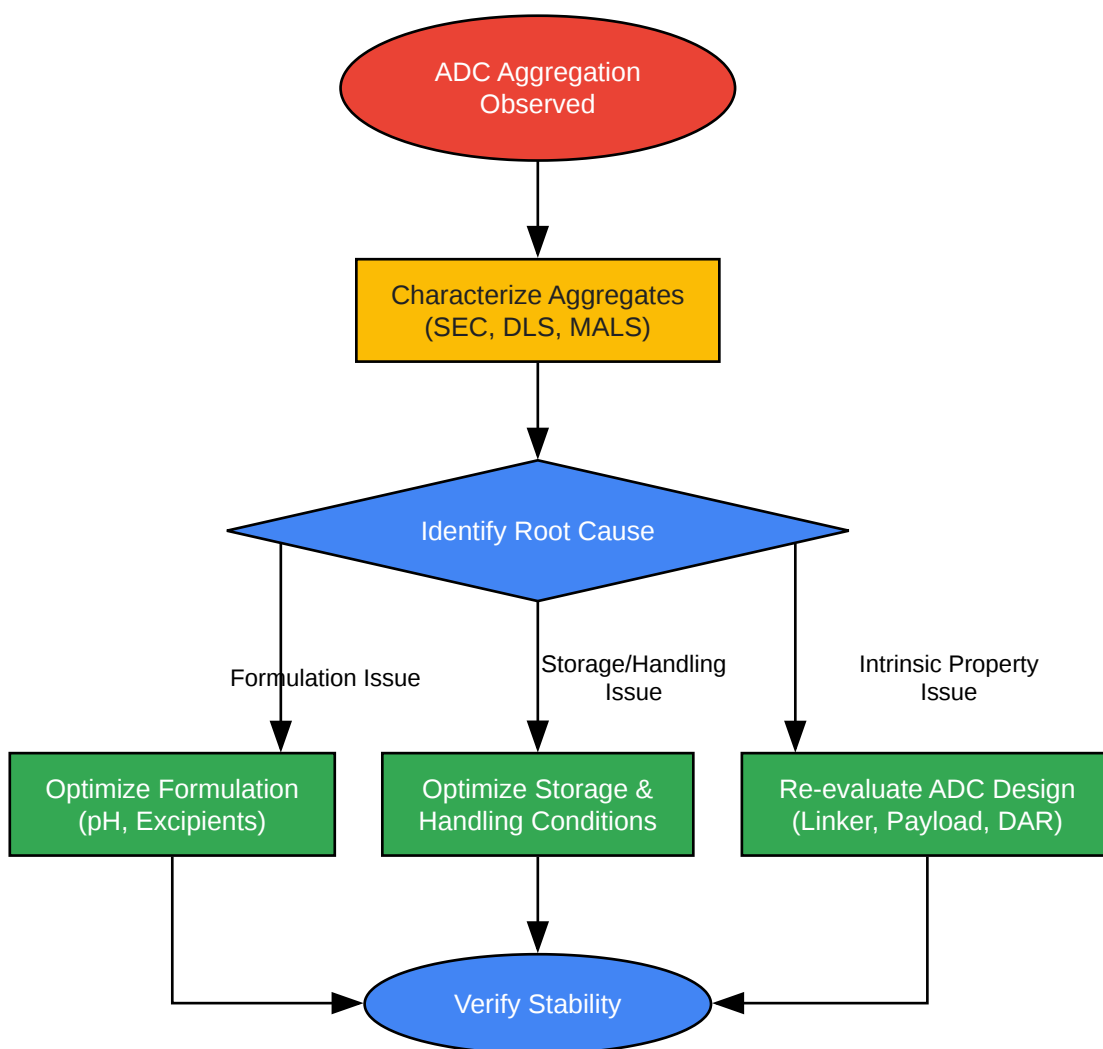 ADC Aggregation
Observed
Characterize Aggregates
(SEC, DLS, MALS)
Identify Root Cause
Formulation Issue
Storage/Handling
Issue
Intrinsic Property
Issue
Optimize Formulation
(pH, Excipients)
Optimize Storage &
Handling Conditions
Re-evaluate ADC Design
(Linker, Payload, DAR)
Verify Stability